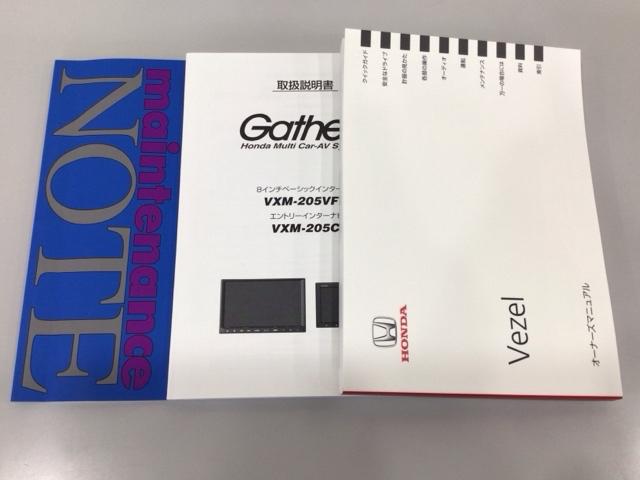 maintenance
NOTE
取扱説明書
Gathe
Honda Multi Car-AV S
8インチベーシックインター
VXM-205VF
エントリーインターナビ
VXM-205C
クイックガイド
安全なドライブ
計器の見かた
各部の操作
オーディオ
運転
メンテナンス
万一の場合には
資料
索引
HONDA
Vezel
オーナーズマニュアル